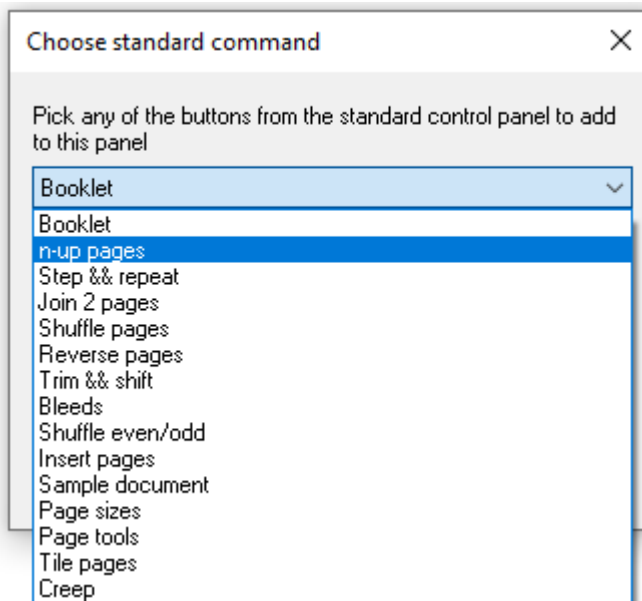 Choose standard command
Pick any of the buttons from the standard control panel to add
to this panel
Booklet
Booklet
n-up pages
Step && repeat
Join 2 pages
Shuffle pages
Reverse pages
Trim && shift
Bleeds
Shuffle even/odd
Insert pages
Sample document
Page sizes
Page tools
Tile pages
Creep